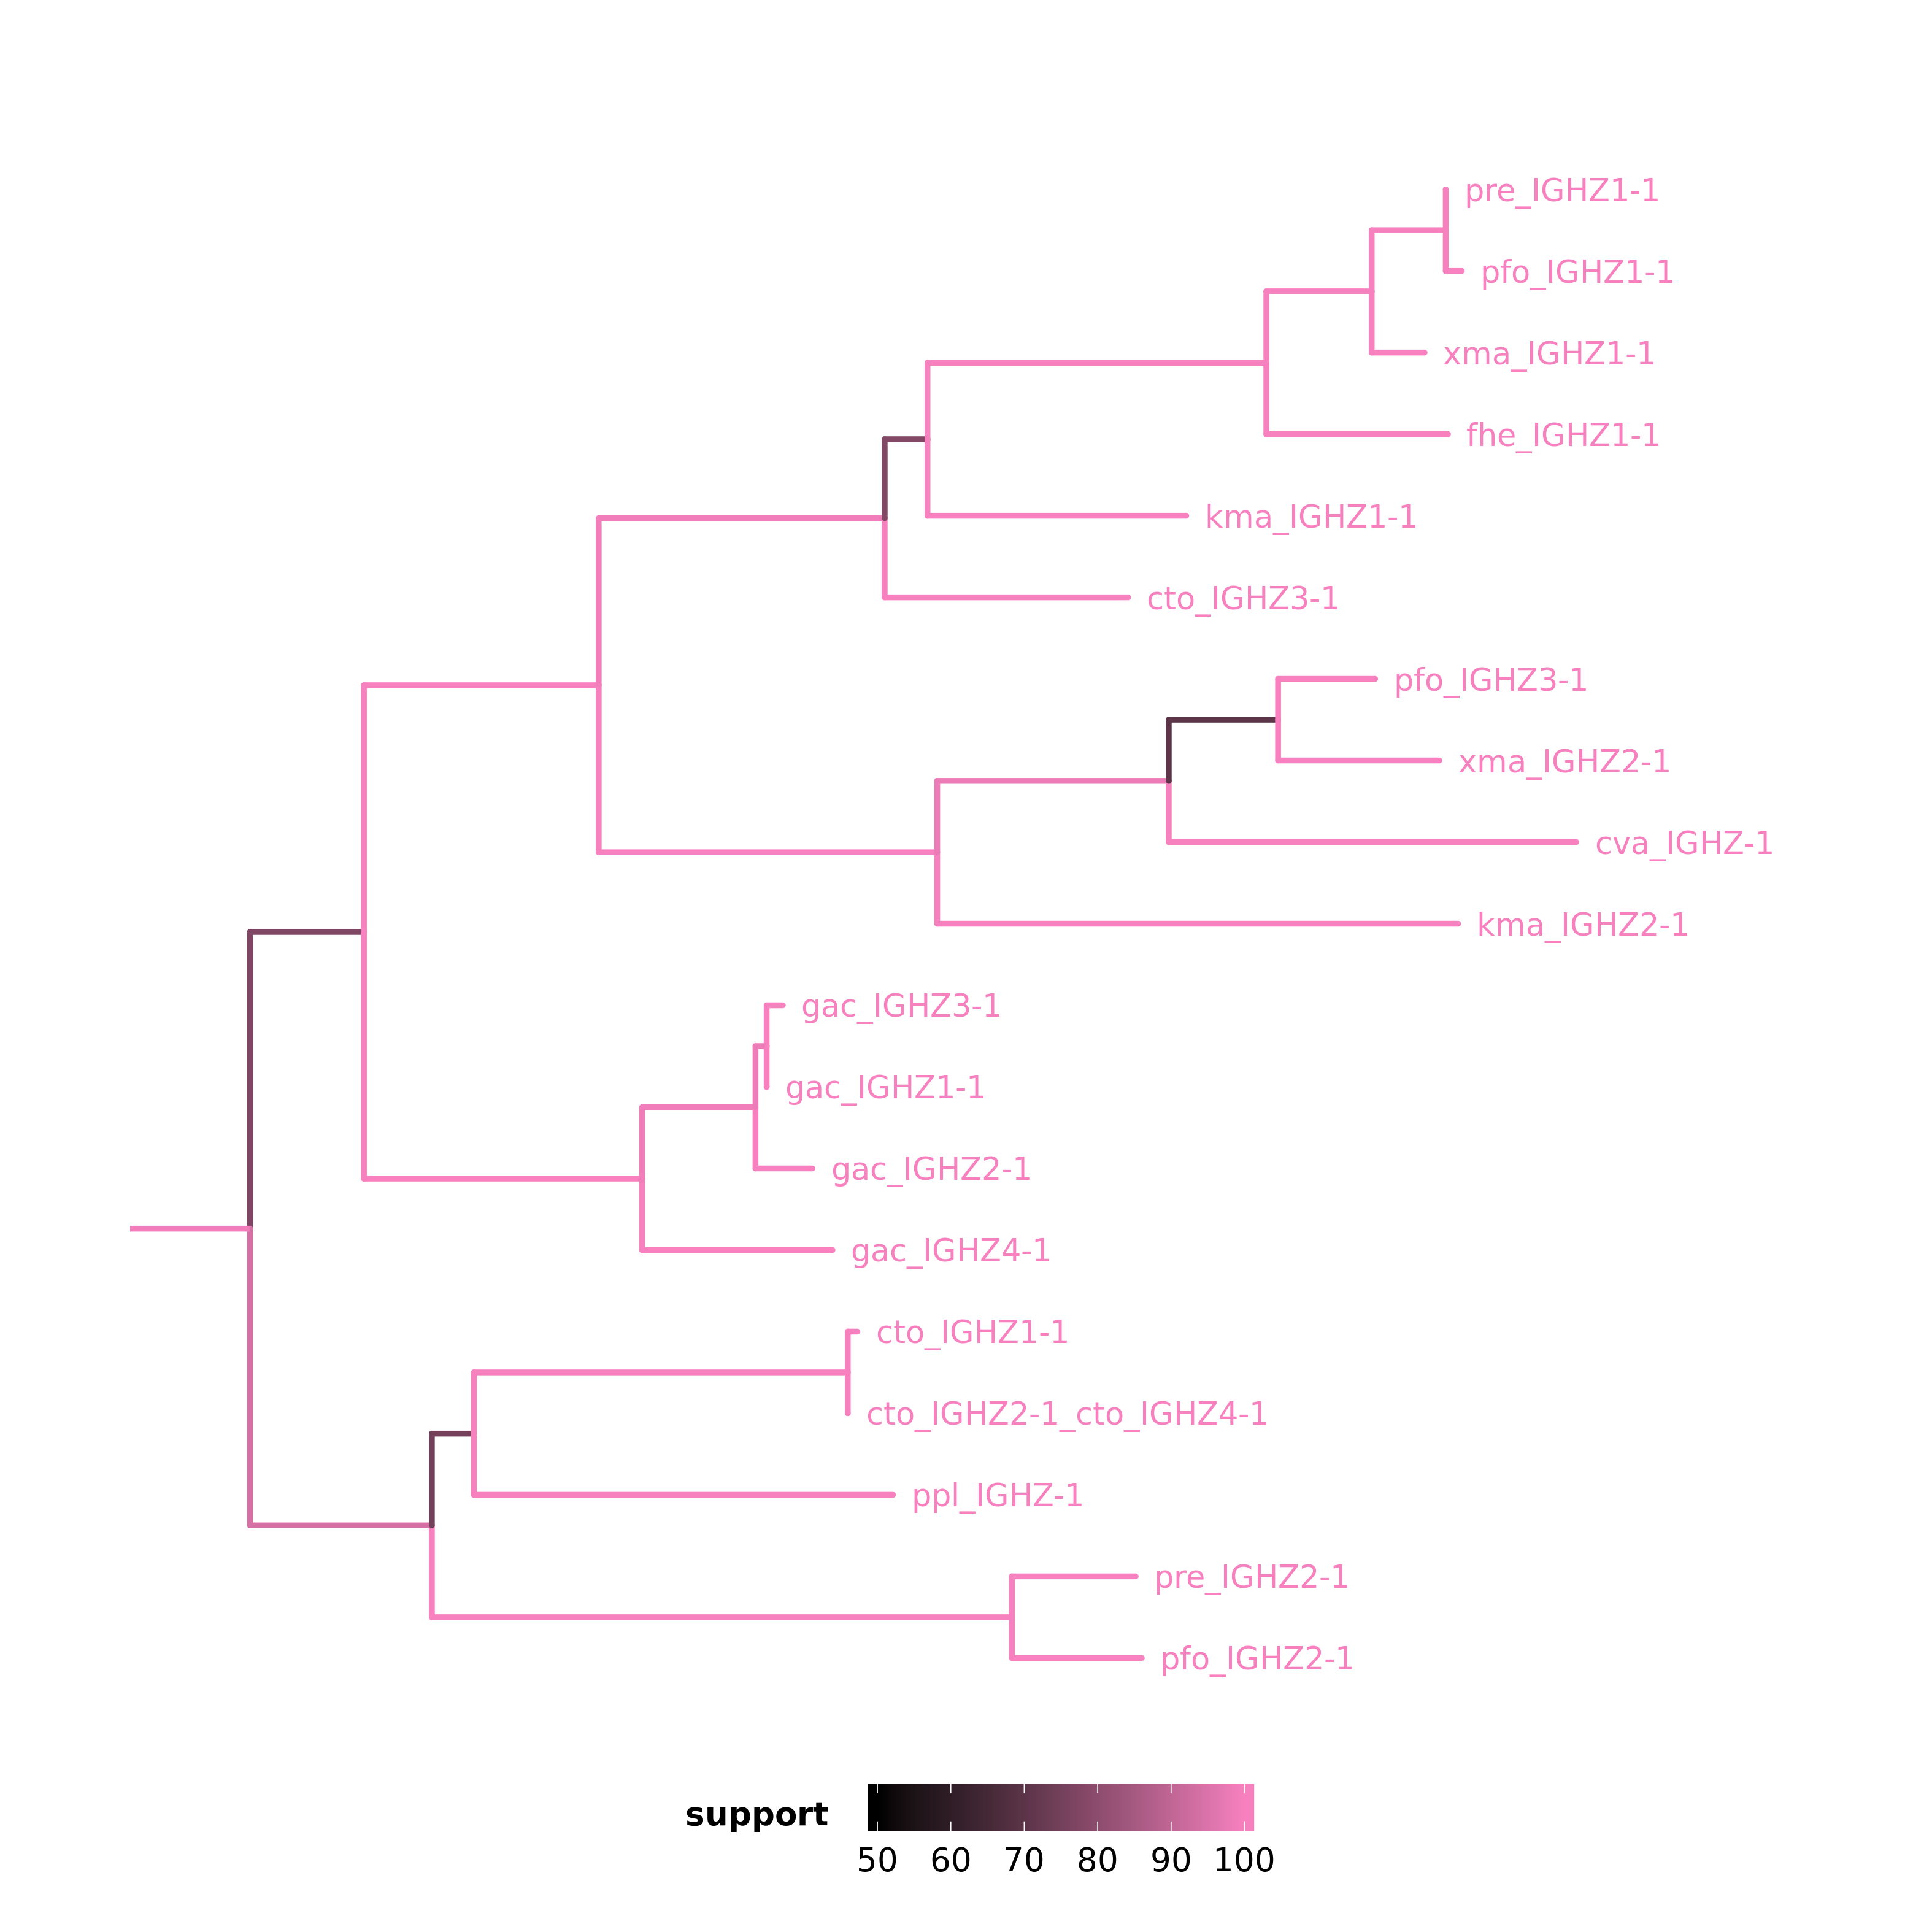 pre_IGHZ1-1
pfo_IGHZ1-1
xma_IGHZ1-1
fhe_IGHZ1-1
kma_IGHZ1-1
cto_IGHZ3-1
pfo_IGHZ3-1
xma_IGHZ2-1
cva_IGHZ-1
kma_IGHZ2-1
gac_IGHZ3-1
gac_IGHZ1-1
gac_IGHZ2-1
gac_IGHZ4-1
cto_IGHZ1-1
cto_IGHZ2-1_cto_IGHZ4-1
ppl_IGHZ-1
pre_IGHZ2-1
pfo_IGHZ2-1
support
50 60 70 80 90 100